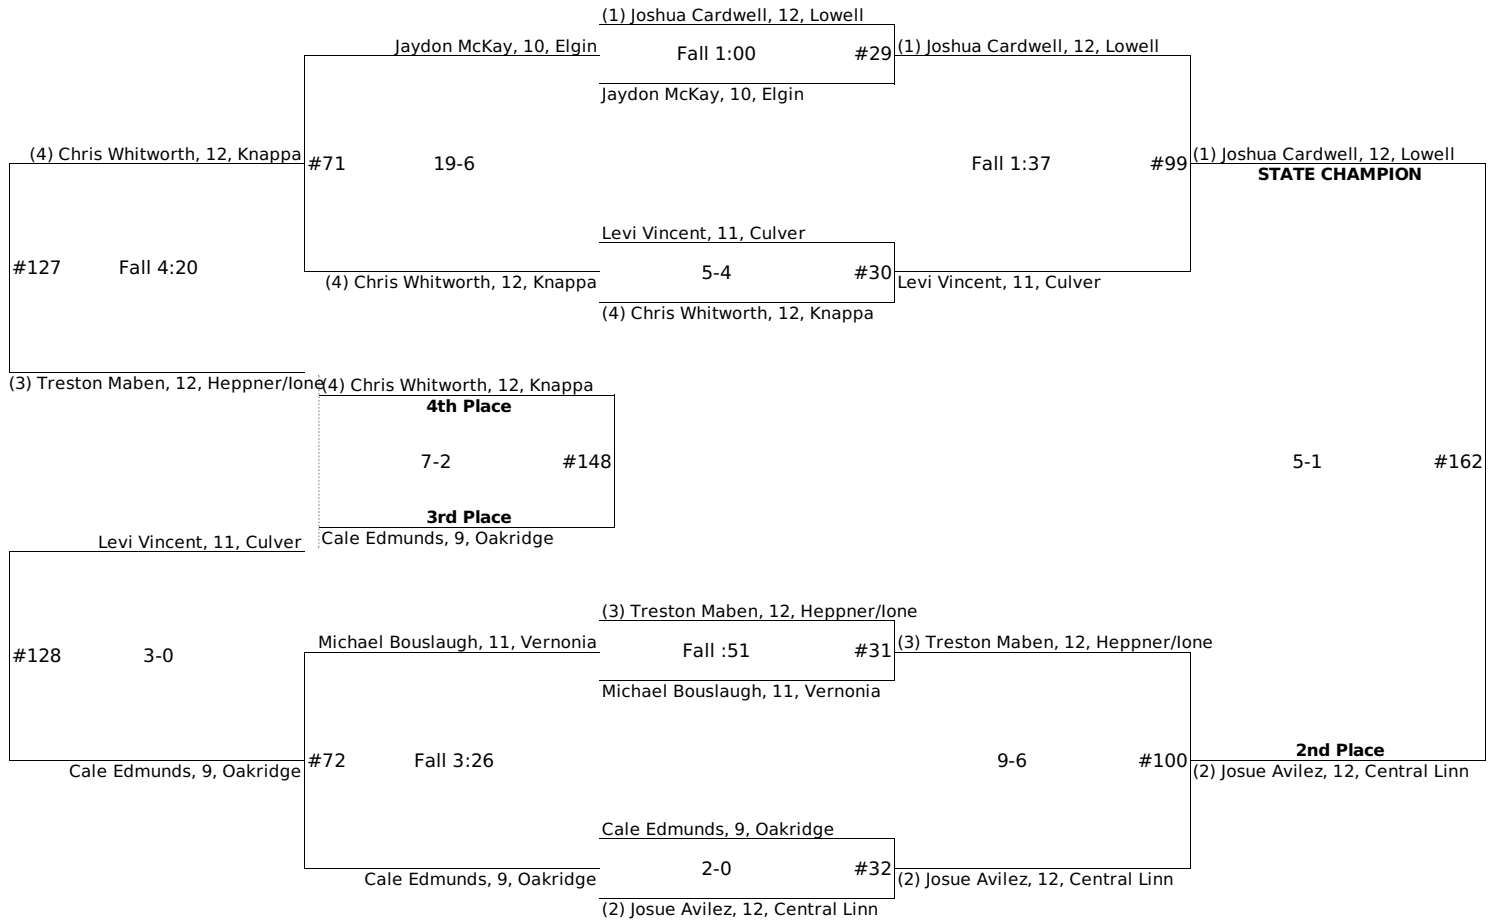 (1) Joshua Cardwell, 12, Lowell
Jaydon McKay, 10, Elgin
Fall 1:00 #29
(1) Joshua Cardwell, 12, Lowell
Jaydon McKay, 10, Elgin
(4) Chris Whitworth, 12, Knappa
#71 19-6
Fall 1:37 #99
(1) Joshua Cardwell, 12, Lowell
STATE CHAMPION
Levi Vincent, 11, Culver
#127 Fall 4:20
(4) Chris Whitworth, 12, Knappa
5-4 #30
Levi Vincent, 11, Culver
(4) Chris Whitworth, 12, Knappa
(3) Treston Maben, 12, Heppner/Ione
(4) Chris Whitworth, 12, Knappa
4th Place
7-2 #148
5-1 #162
3rd Place
Cale Edmunds, 9, Oakridge
Levi Vincent, 11, Culver
(3) Treston Maben, 12, Heppner/Ione
Michael Bouslaugh, 11, Vernonia
Fall :51 #31
(3) Treston Maben, 12, Heppner/Ione
#128 3-0
Michael Bouslaugh, 11, Vernonia
2nd Place
Cale Edmunds, 9, Oakridge
#72 Fall 3:26
9-6 #100
(2) Josue Avilez, 12, Central Linn
Cale Edmunds, 9, Oakridge
2-0 #32
Cale Edmunds, 9, Oakridge
(2) Josue Avilez, 12, Central Linn
(2) Josue Avilez, 12, Central Linn